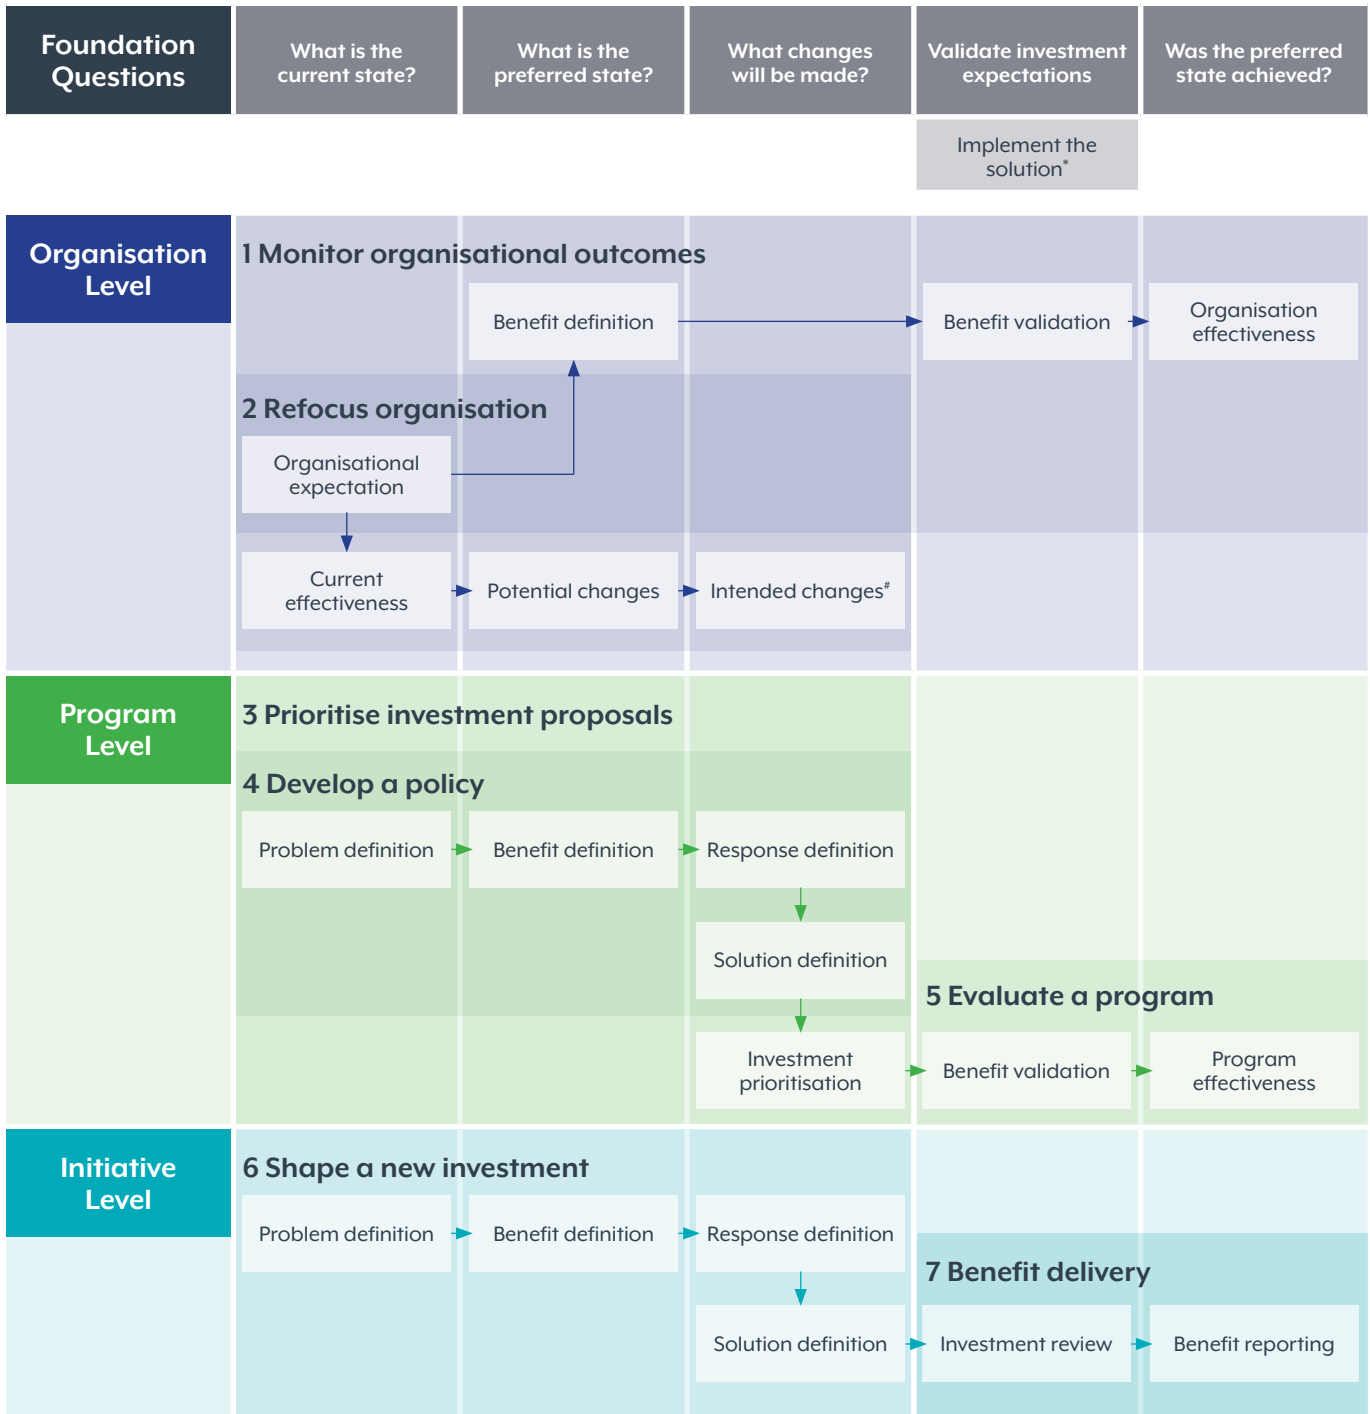 Foundation
Questions
What is the
current state?
What is the
preferred state?
What changes
will be made?
Validate investment
expectations
Was the preferred
state achieved?
Implement the
solution*
Organisation
Level
1 Monitor organisational outcomes
Benefit definition
Benefit validation
Organisation
effectiveness
2 Refocus organisation
Organisational
expectation
Current
effectiveness
Potential changes
Intended changes#
Program
Level
3 Prioritise investment proposals
4 Develop a policy
Problem definition
Benefit definition
Response definition
Solution definition
5 Evaluate a program
Investment
prioritisation
Benefit validation
Program
effectiveness
Initiative
Level
6 Shape a new investment
Problem definition
Benefit definition
Response definition
7 Benefit delivery
Solution definition
Investment review
Benefit reporting